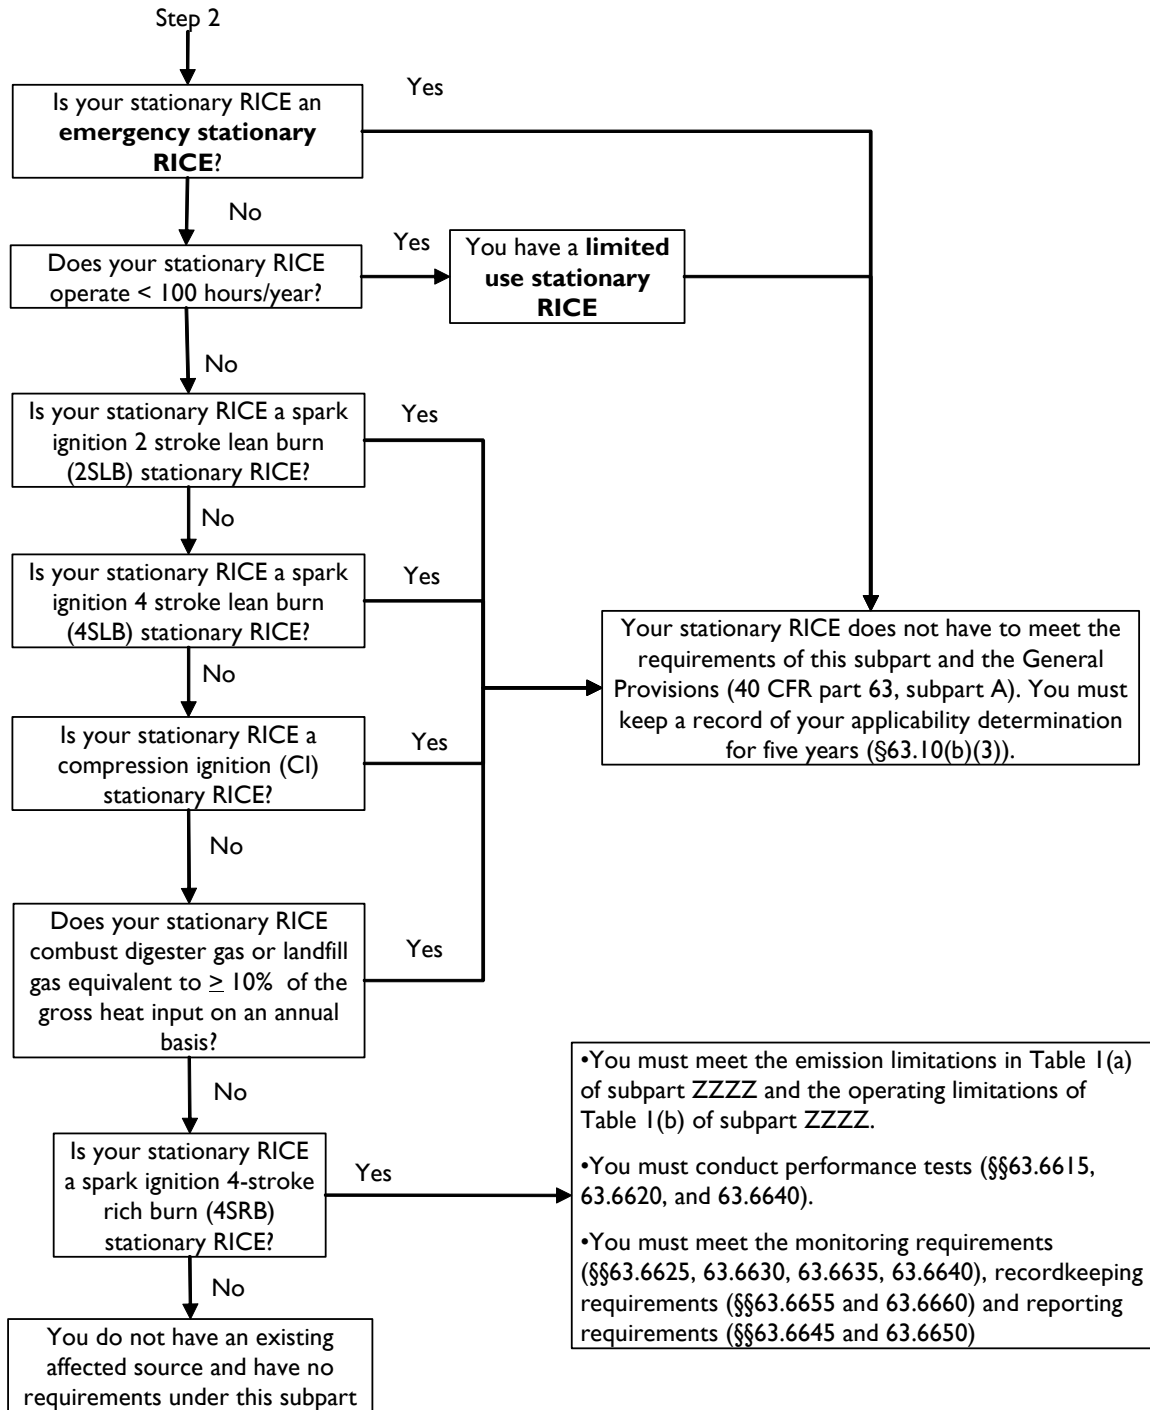 Step 2
Is your stationary RICE an
emergency stationary
RICE?
Yes
No
Does your stationary RICE
operate < 100 hours/year?
Yes
You have a limited
use stationary
RICE
No
Is your stationary RICE a spark
ignition 2 stroke lean burn
(2SLB) stationary RICE?
Yes
No
Is your stationary RICE a spark
ignition 4 stroke lean burn
(4SLB) stationary RICE?
Yes
Your stationary RICE does not have to meet the
requirements of this subpart and the General
Provisions (40 CFR part 63, subpart A). You must
keep a record of your applicability determination
for five years (§63.10(b)(3)).
No
Is your stationary RICE a
compression ignition (CI)
stationary RICE?
Yes
No
Does your stationary RICE
combust digester gas or landfill
gas equivalent to ≥ 10% of the
gross heat input on an annual
basis?
Yes
No
Is your stationary RICE
a spark ignition 4-stroke
rich burn (4SRB)
stationary RICE?
Yes
•You must meet the emission limitations in Table 1(a)
of subpart ZZZZ and the operating limitations of
Table 1(b) of subpart ZZZZ.
•You must conduct performance tests (§§63.6615,
63.6620, and 63.6640).
•You must meet the monitoring requirements
(§§63.6625, 63.6630, 63.6635, 63.6640), recordkeeping
requirements (§§63.6655 and 63.6660) and reporting
requirements (§§63.6645 and 63.6650)
No
You do not have an existing
affected source and have no
requirements under this subpart